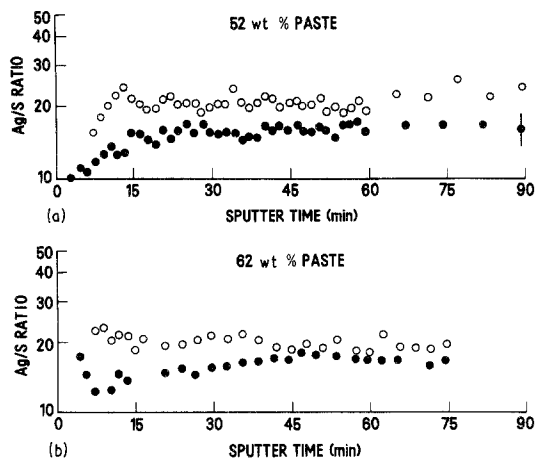 52 wt % PASTE
50
40
30
20
10
Ag/S RATIO
15
30
45
60
75
90
(a)
SPUTTER TIME (min)
62 wt % PASTE
50
40
30
20
10
Ag/S RATIO
15
30
45
60
75
90
(b)
SPUTTER TIME (min)